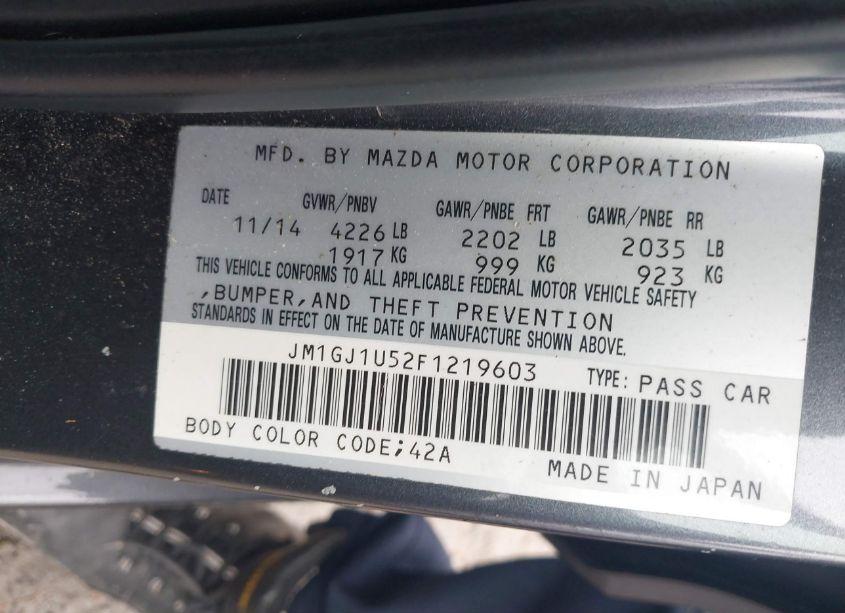 MFD. BY MAZDA MOTOR CORPORATION
DATE GVWR/PNBV GAWR/PNBE FRT GAWR/PNBE RR
11/14 4226 LB 2202 LB 2035 LB
1917 KG 999 KG 923 KG
THIS VEHICLE CONFORMS TO ALL APPLICABLE FEDERAL MOTOR VEHICLE SAFETY
,BUMPER,AND THEFT PREVENTION
STANDARDS IN EFFECT ON THE DATE OF MANUFACTURE SHOWN ABOVE.
JM1GJ1U52F1219603 TYPE: PASS CAR
BODY COLOR CODE;42A
MADE IN JAPAN